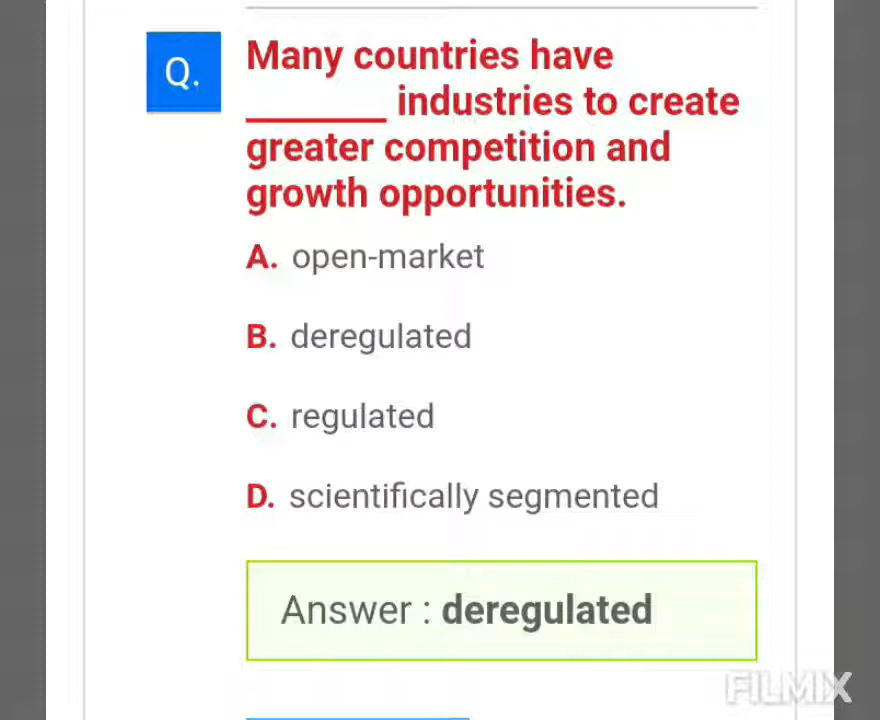 Q.
Many countries have
_______ industries to create
greater competition and
growth opportunities.
A. open-market
B. deregulated
C. regulated
D. scientifically segmented
Answer : deregulated
FILMIX